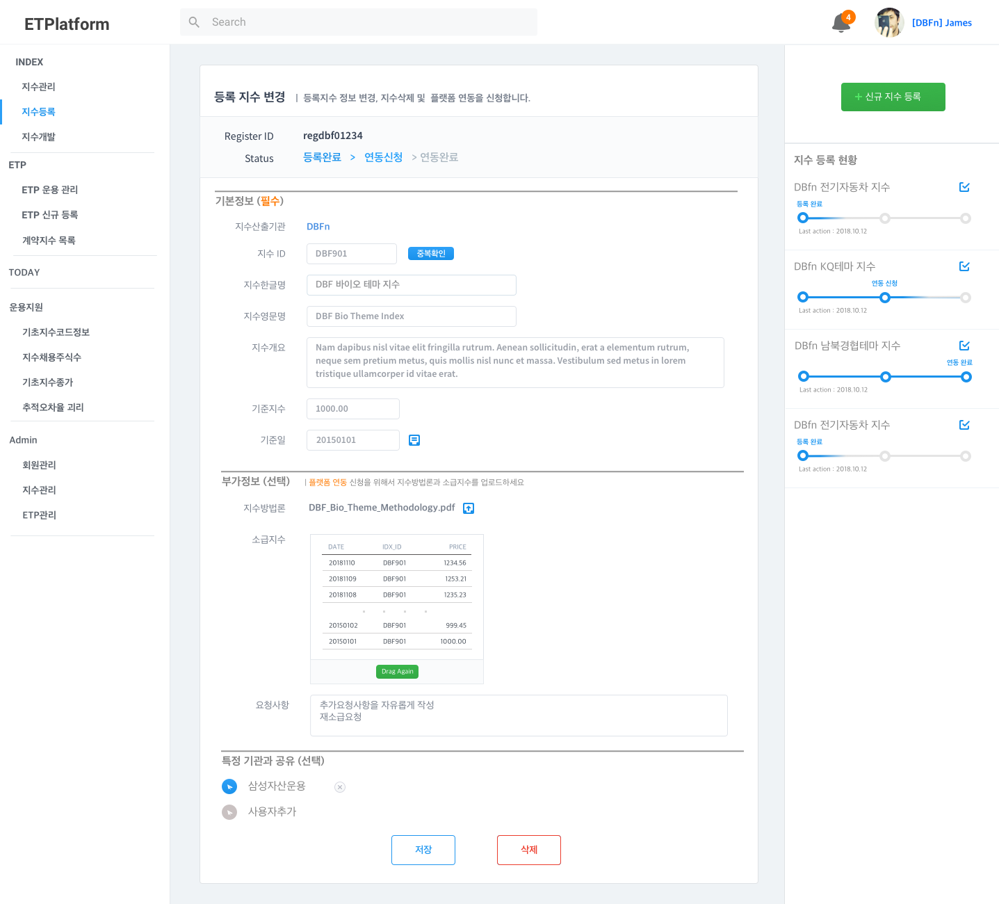 ETPlatform
Search
4
[DBFn] James
INDEX
지수관리
지수등록
지수개발
ETP
ETP 운용 관리
ETP 신규 등록
계약지수 목록
TODAY
운용지원
기초지수코드정보
지수채용주식수
기초지수종가
추적오차율 괴리
Admin
회원관리
지수관리
ETP관리
등록 지수 변경 | 등록지수 정보 변경, 지수삭제 및 플랫폼 연동을 신청합니다.
Register ID regdbf01234
Status 등록완료 > 연동신청 > 연동완료
기본정보 (필수)
지수산출기관 DBFn
지수 ID DBF901 중복확인
지수한글명 DBF 바이오 테마 지수
지수영문명 DBF Bio Theme Index
지수개요 Nam dapibus nisl vitae elit fringilla rutrum. Aenean sollicitudin, erat a elementum rutrum,
neque sem pretium metus, quis mollis nisl nunc et massa. Vestibulum sed metus in lorem
tristique ullamcorper id vitae erat.
기준지수 1000.00
기준일 20150101
부가정보 (선택) | 플랫폼 연동 신청을 위해서 지수방법론과 소급지수를 업로드하세요
지수방법론 DBF_Bio_Theme_Methodology.pdf
소급지수
DATE IDX_ID PRICE
20181110 DBF901 1234.56
20181109 DBF901 1253.21
20181108 DBF901 1235.23
20150102 DBF901 999.45
20150101 DBF901 1000.00
Drag Again
요청사항 추가요청사항을 자유롭게 작성
재소급요청
특정 기관과 공유 (선택)
삼성자산운용
사용자추가
저장 삭제
+ 신규 지수 등록
지수 등록 현황
DBfn 전기자동차 지수
등록 완료
Last action : 2018.10.12
DBfn KQ테마 지수
연동 신청
Last action : 2018.10.12
DBfn 남북경협테마 지수
연동 완료
Last action : 2018.10.12
DBfn 전기자동차 지수
등록 완료
Last action : 2018.10.12